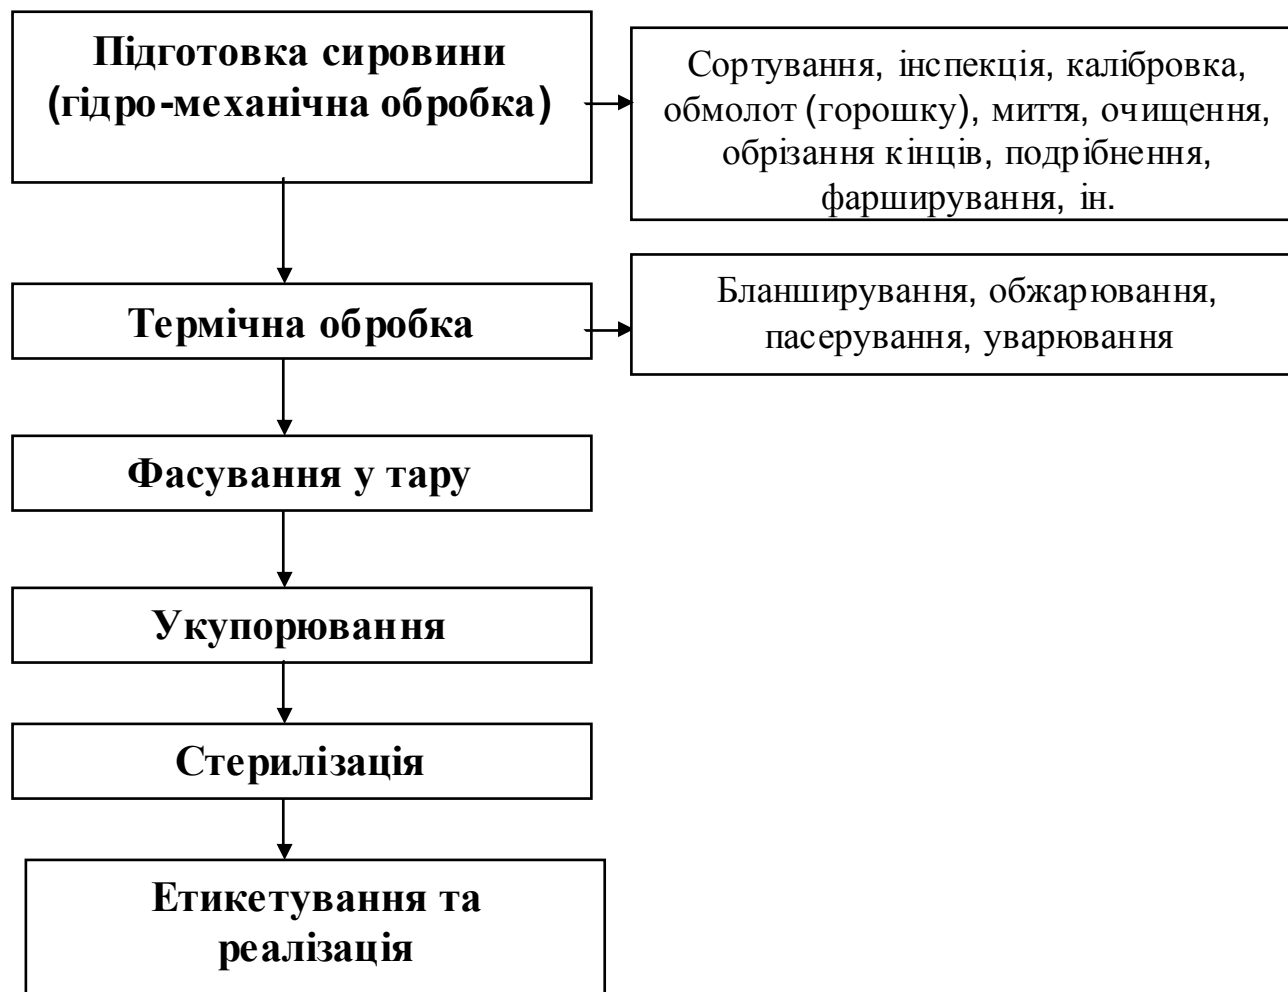 Підготовка сировини
(гідро-механічна обробка)
Сортування, інспекція, калібровка,
обмолот (горошку), миття, очищення,
обрізання кінців, подрібнення,
фарширування, ін.
Термічна обробка
Бланширування, обжарювання,
пасерування, уварювання
Фасування у тару
Укупорювання
Стерилізація
Етикетування та
реалізація